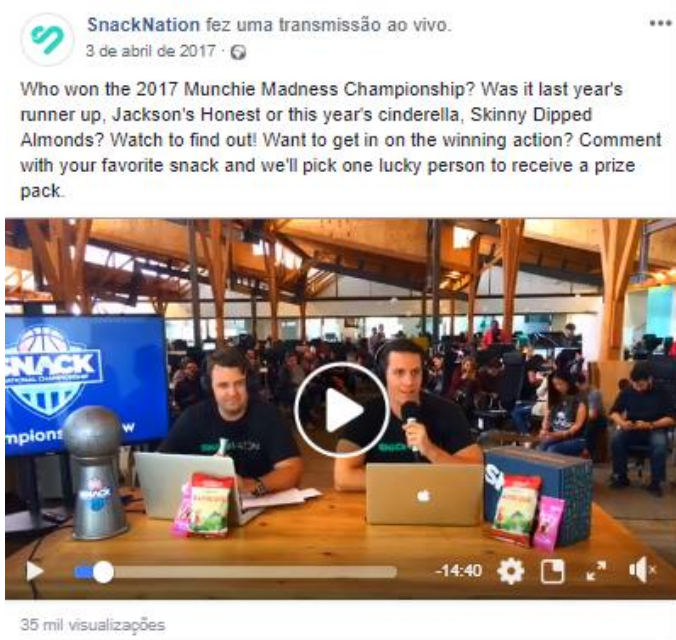 SnackNation fez uma transmissão ao vivo.
3 de abril de 2017 ·
Who won the 2017 Munchie Madness Championship? Was it last year's
runner up, Jackson's Honest or this year's cinderella, Skinny Dipped
Almonds? Watch to find out! Want to get in on the winning action? Comment
with your favorite snack and we'll pick one lucky person to receive a prize
pack.
SNACK
NATIONAL CHAMPIONSHIP
SNACK
-14:40
35 mil visualizações